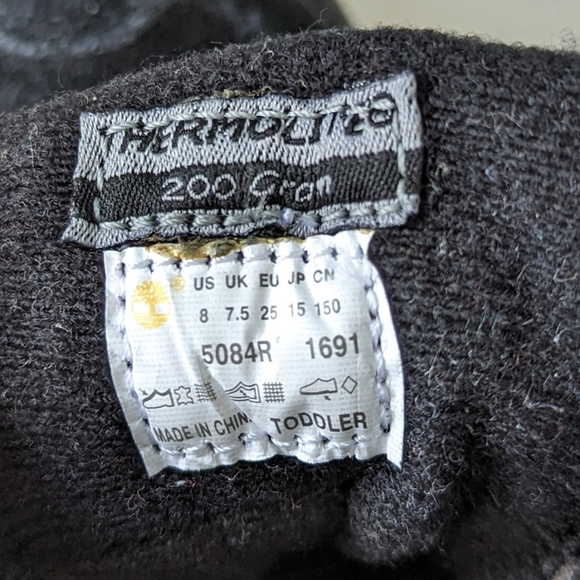 THERMOLITE®
200 Gram
® US UK EU JP CN
8 7.5 25 15 150
5084R 1691
MADE IN CHINA TODDLER